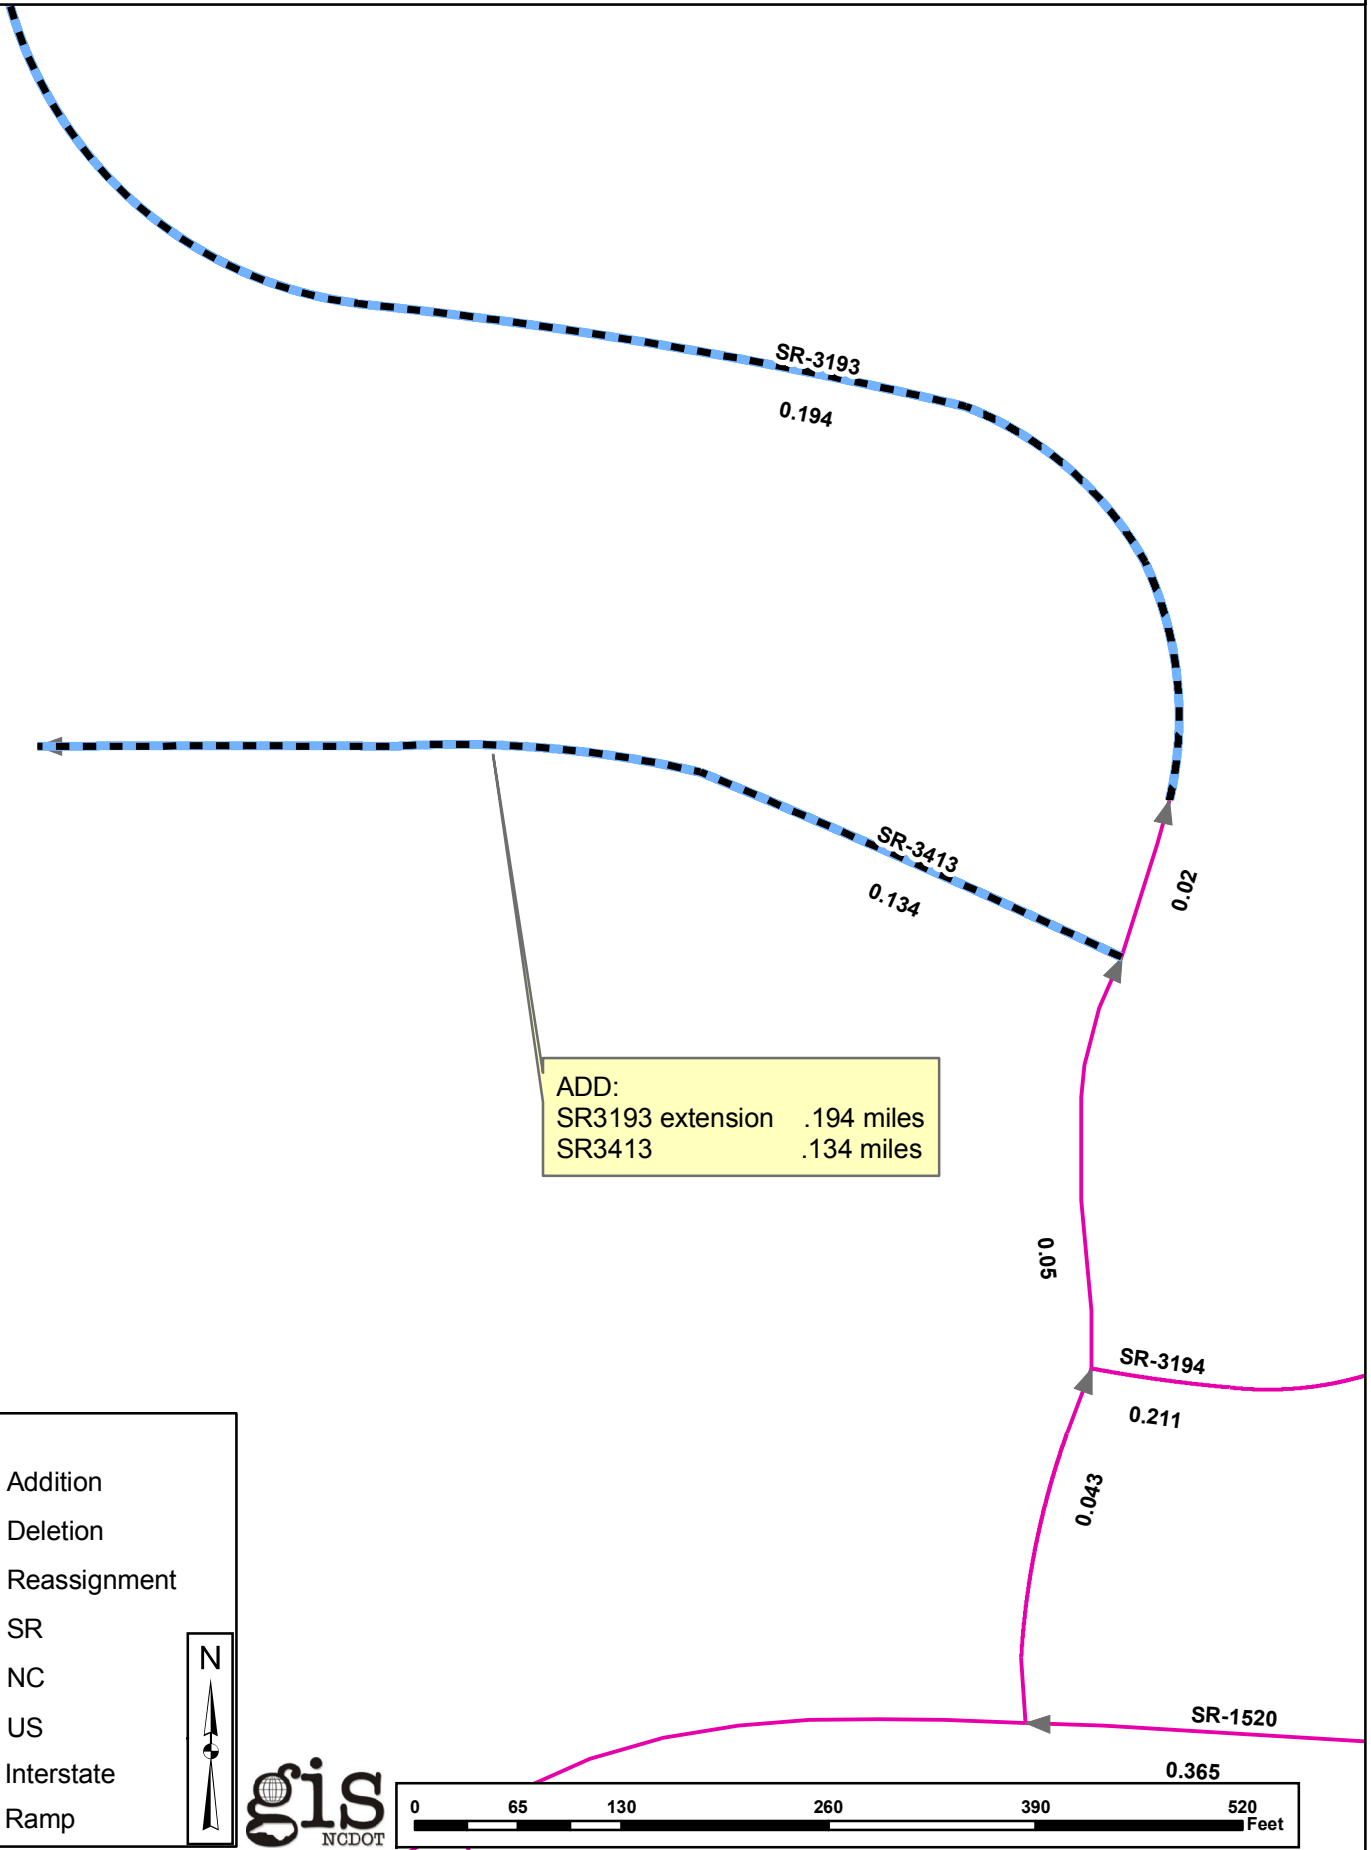 SR-3193
0.194
SR-3413
0.134
0.02
ADD:
SR3193 extension .194 miles
SR3413 .134 miles
0.05
SR-3194
0.211
0.043
Addition
Deletion
Reassignment
SR
NC
US
Interstate
Ramp
N
SR-1520
0.365
gis
NCDOT
0 65 130 260 390 520
Feet